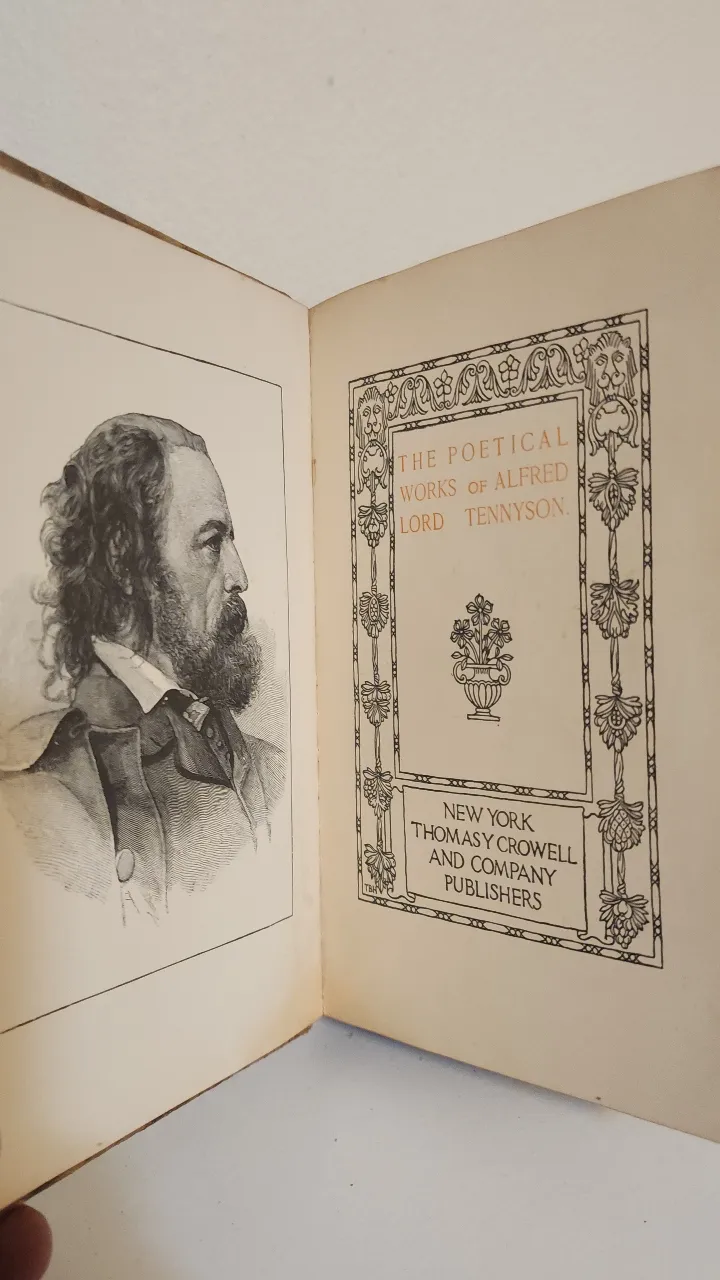 THE POETICAL
WORKS OF ALFRED
LORD TENNYSON.
NEW YORK
THOMAS Y CROWELL
AND COMPANY
PUBLISHERS
TBH